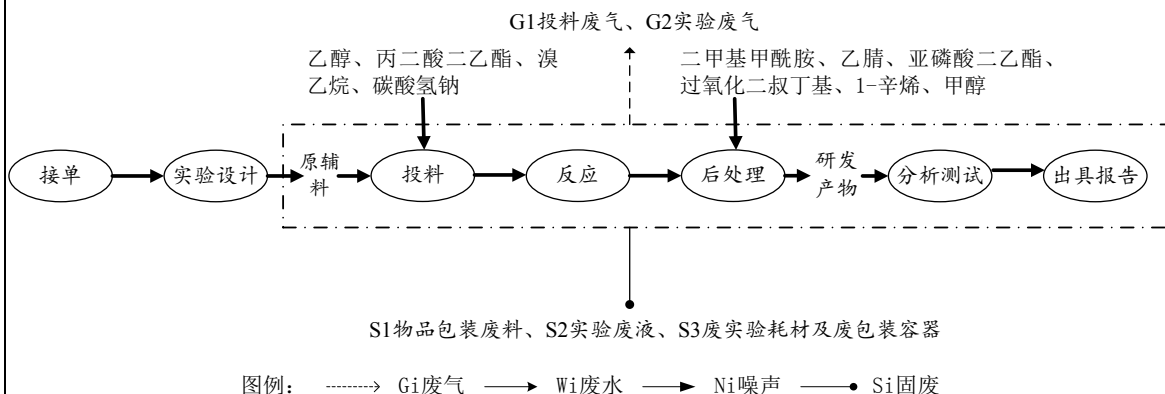 G1投料废气、G2实验废气
乙醇、丙二酸二乙酯、溴
乙烷、碳酸氢钠
二甲基甲酰胺、乙腈、亚磷酸二乙酯、
过氧化二叔丁基、1-辛烯、甲醇
接单
实验设计
原辅
料
投料
反应
后处理
研发
产物
分析测试
出具报告
S1物品包装废料、S2实验废液、S3废实验耗材及废包装容器
图例： Gi废气 Wi废水 Ni噪声 Si固废